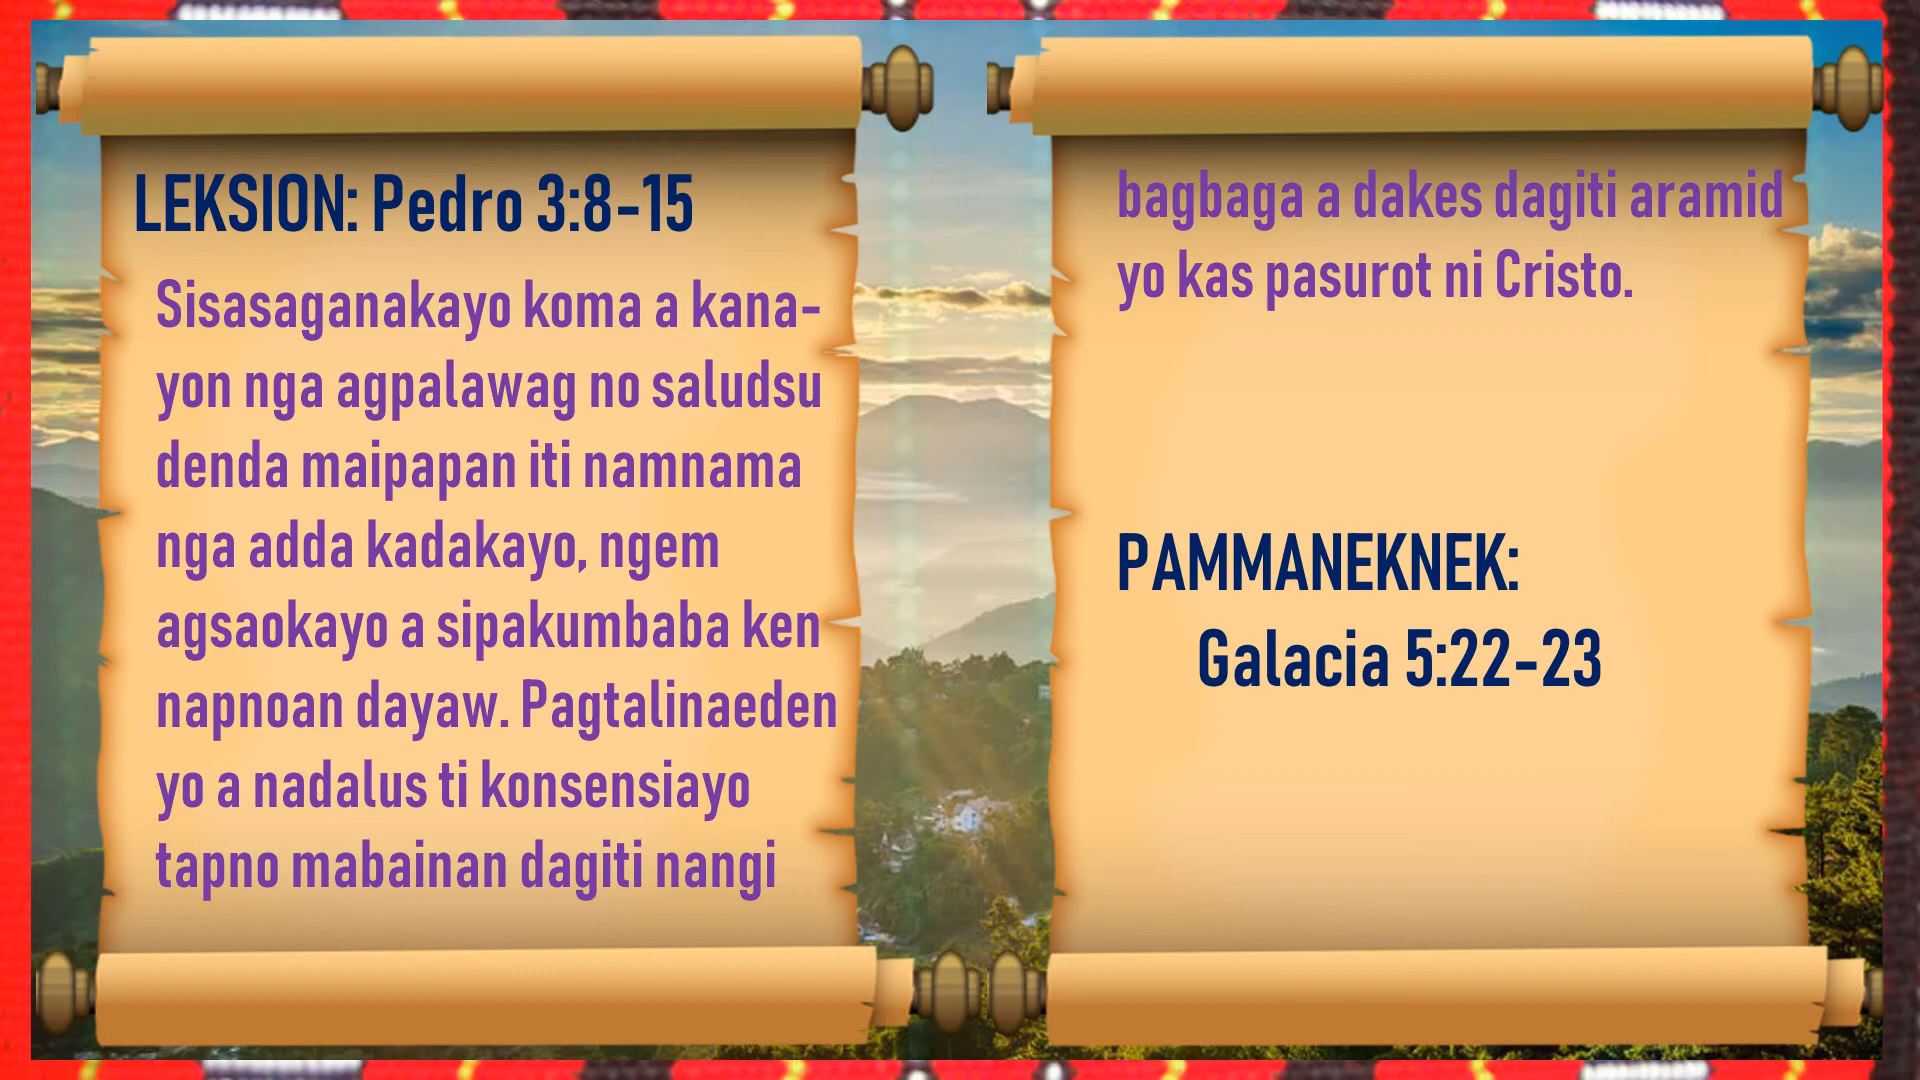 LEKSION: Pedro 3:8-15
Sisasaganakayo koma a kana-
yon nga agpalawag no saludsu
denda maipapan iti namnama
nga adda kadakayo, ngem
agsaokayo a sipakumbaba ken
napnoan dayaw. Pagtalinaeden
yo a nadalus ti konsensiayo
tapno mabainan dagiti nangi
bagbaga a dakes dagiti aramid
yo kas pasurot ni Cristo.
PAMMANEKNEK:
Galacia 5:22-23